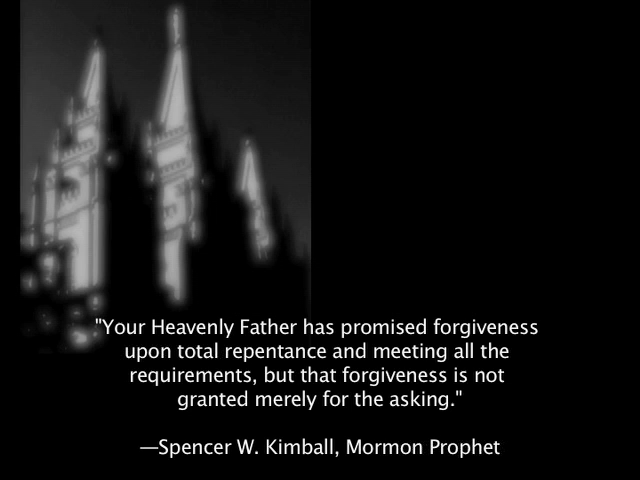 "Your Heavenly Father has promised forgiveness
upon total repentance and meeting all the
requirements, but that forgiveness is not
granted merely for the asking."
—Spencer W. Kimball, Mormon Prophet